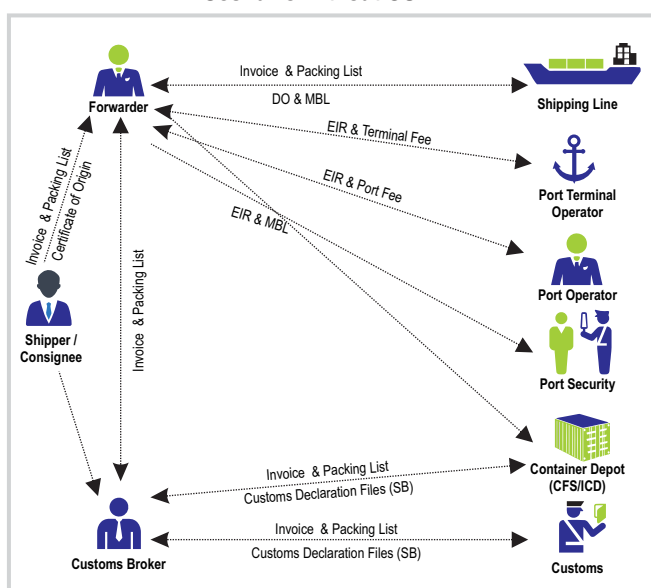 Invoice & Packing List
Forwarder
DO & MBL
Shipping Line
EIR & Terminal Fee
Port Terminal
Operator
EIR & Port Fee
EIR & MBL
Port Operator
Invoice & Packing List
Certificate of Origin
Invoice & Packing List
Shipper /
Consignee
Port Security
Invoice & Packing List
Container Depot
(CFS/ICD)
Customs Declaration Files (SB)
Invoice & Packing List
Customs Declaration Files (SB)
Customs Broker
Customs